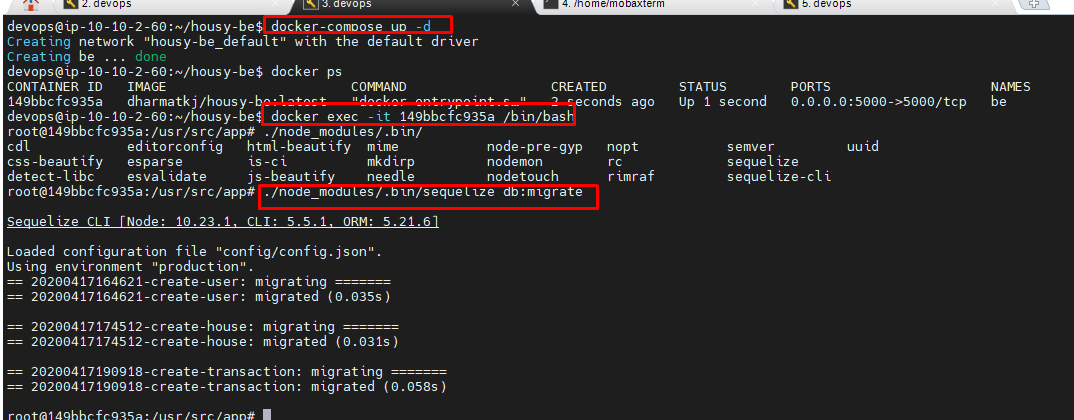 2. devops
3. devops
4. /home/mobaxterm
5. devops
devops@ip-10-10-2-60:~/housy-be$ docker-compose up -d
Creating network "housy-be_default" with the default driver
Creating be ... done
devops@ip-10-10-2-60:~/housy-be$ docker ps
CONTAINER ID IMAGE COMMAND CREATED STATUS PORTS NAMES
149bbcfc935a dharmatkj/housy-be:latest "docker-entrypoint.s…" 2 seconds ago Up 1 second 0.0.0.0:5000->5000/tcp be
devops@ip-10-10-2-60:~/housy-be$ docker exec -it 149bbcfc935a /bin/bash
root@149bbcfc935a:/usr/src/app# ./node_modules/.bin/
cdl editorconfig html-beautify mime node-pre-gyp nopt semver uuid
css-beautify esparse is-ci mkdirp nodemon rc sequelize
detect-libc esvalidate js-beautify needle nodetouch rimraf sequelize-cli
root@149bbcfc935a:/usr/src/app# ./node_modules/.bin/sequelize db:migrate
Sequelize CLI [Node: 10.23.1, CLI: 5.5.1, ORM: 5.21.6]
Loaded configuration file "config/config.json".
Using environment "production".
== 20200417164621-create-user: migrating =======
== 20200417164621-create-user: migrated (0.035s)
== 20200417174512-create-house: migrating =======
== 20200417174512-create-house: migrated (0.031s)
== 20200417190918-create-transaction: migrating =======
== 20200417190918-create-transaction: migrated (0.058s)
root@149bbcfc935a:/usr/src/app#